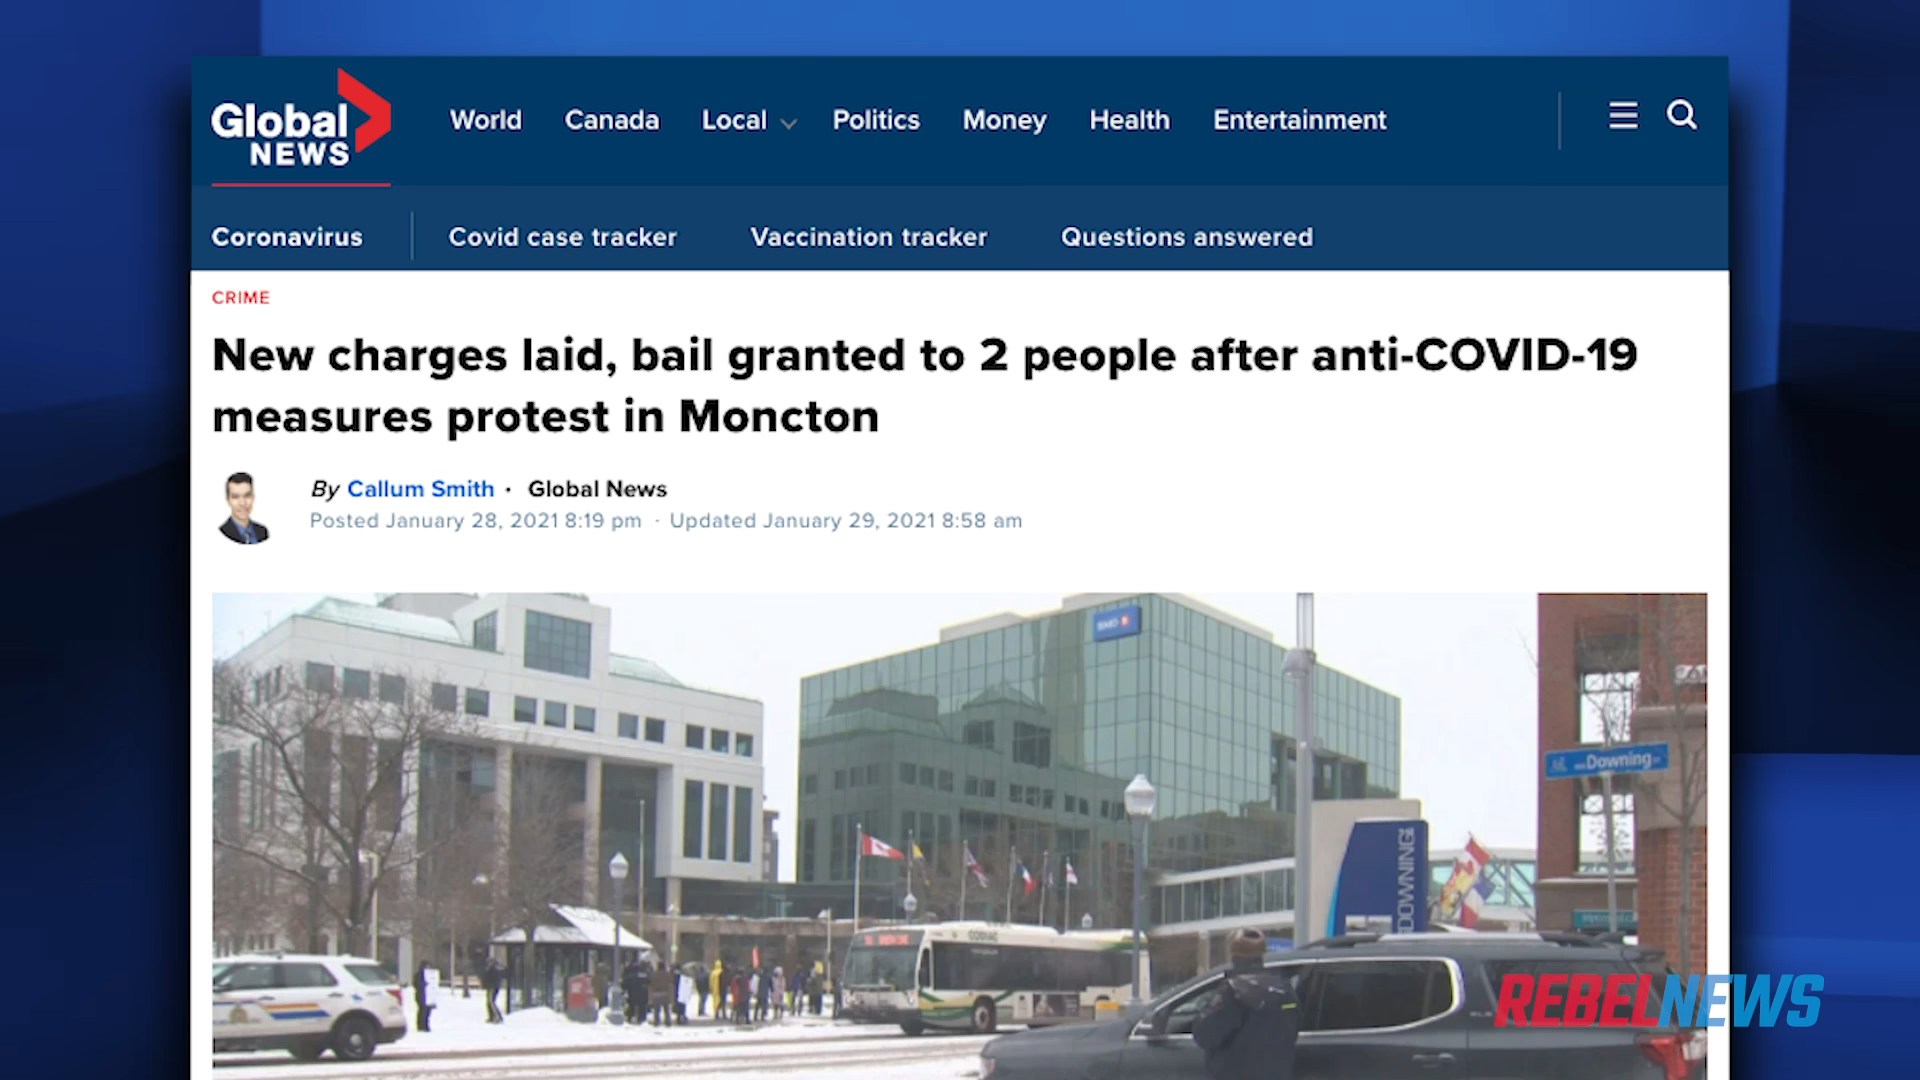 Global
NEWS
World Canada Local Politics Money Health Entertainment
Coronavirus Covid case tracker Vaccination tracker Questions answered
CRIME
New charges laid, bail granted to 2 people after anti-COVID-19
measures protest in Moncton
By Callum Smith · Global News
Posted January 28, 2021 8:19 pm · Updated January 29, 2021 8:58 am
BMO
Downing
DOWNING
CODIAC
REBELNEWS